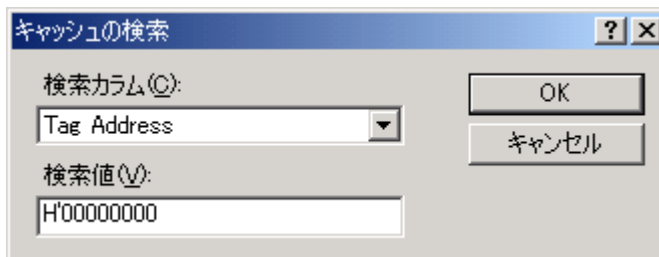 キャッシュの検索
検索カラム(C):
Tag Address
検索値(V):
H'00000000
OK
キャンセル